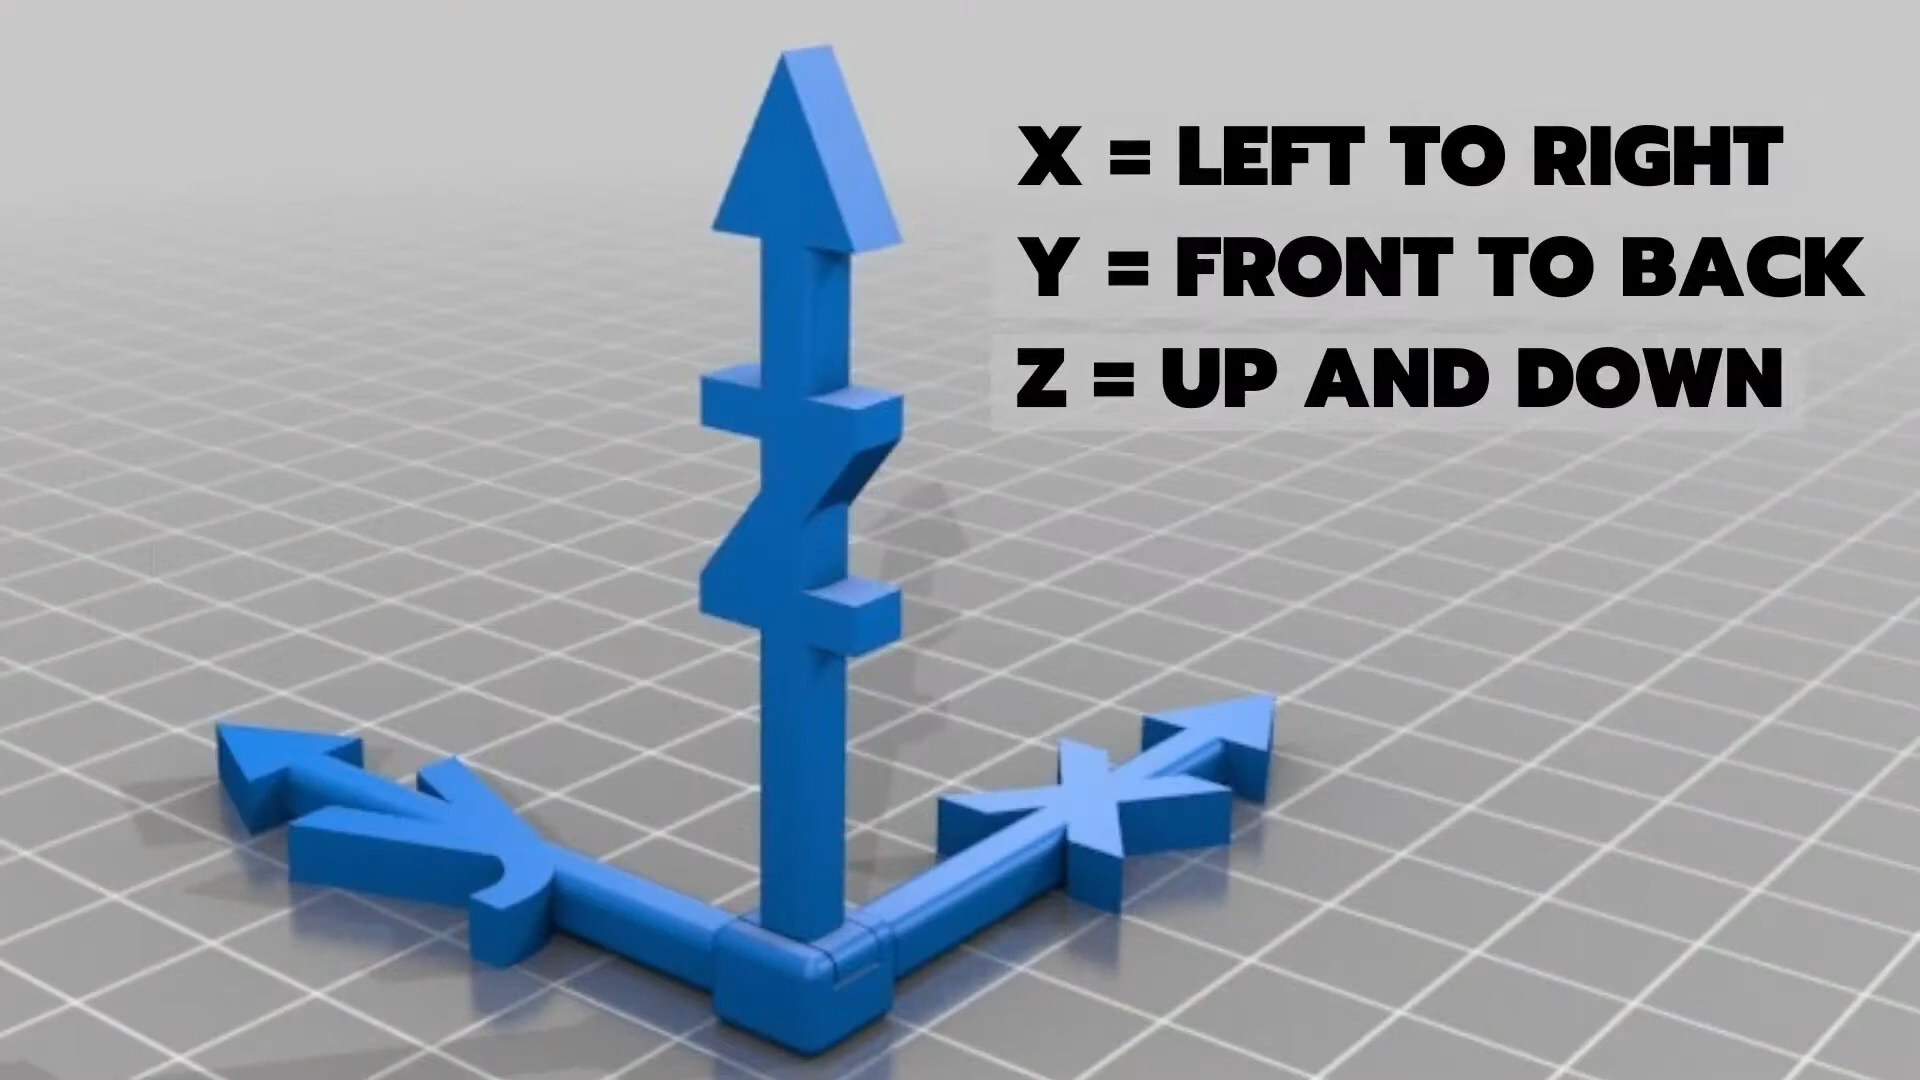 X = LEFT TO RIGHT
Y = FRONT TO BACK
Z = UP AND DOWN
Z
Y
X